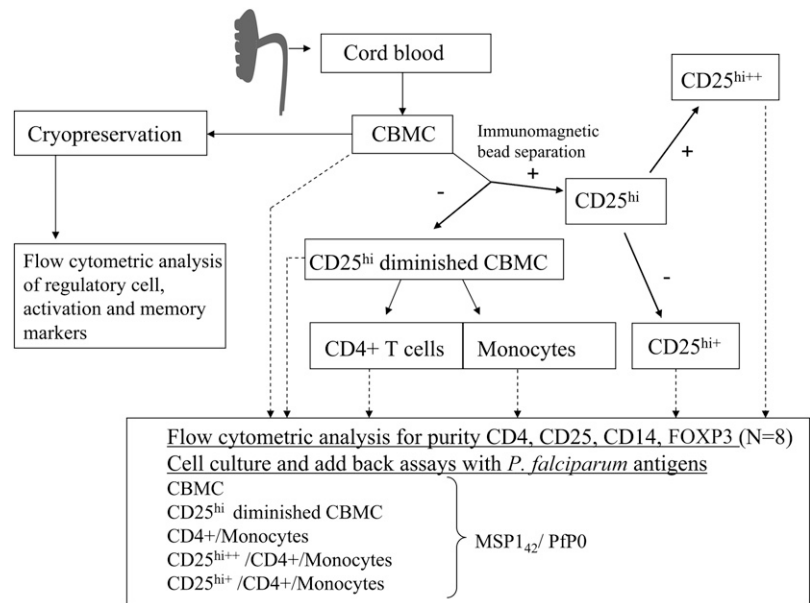 Cord blood
CD25hi++
Cryopreservation
CBMC
Immunomagnetic
bead separation
+
+
-
CD25hi
-
Flow cytometric analysis
of regulatory cell,
activation and memory
markers
CD25hi diminished CBMC
CD4+ T cells
Monocytes
CD25hi+
Flow cytometric analysis for purity CD4, CD25, CD14, FOXP3 (N=8)
Cell culture and add back assays with P. falciparum antigens
CBMC
CD25hi diminished CBMC
CD4+/Monocytes
CD25hi++ /CD4+/Monocytes
CD25hi+ /CD4+/Monocytes
MSP142/ PfP0